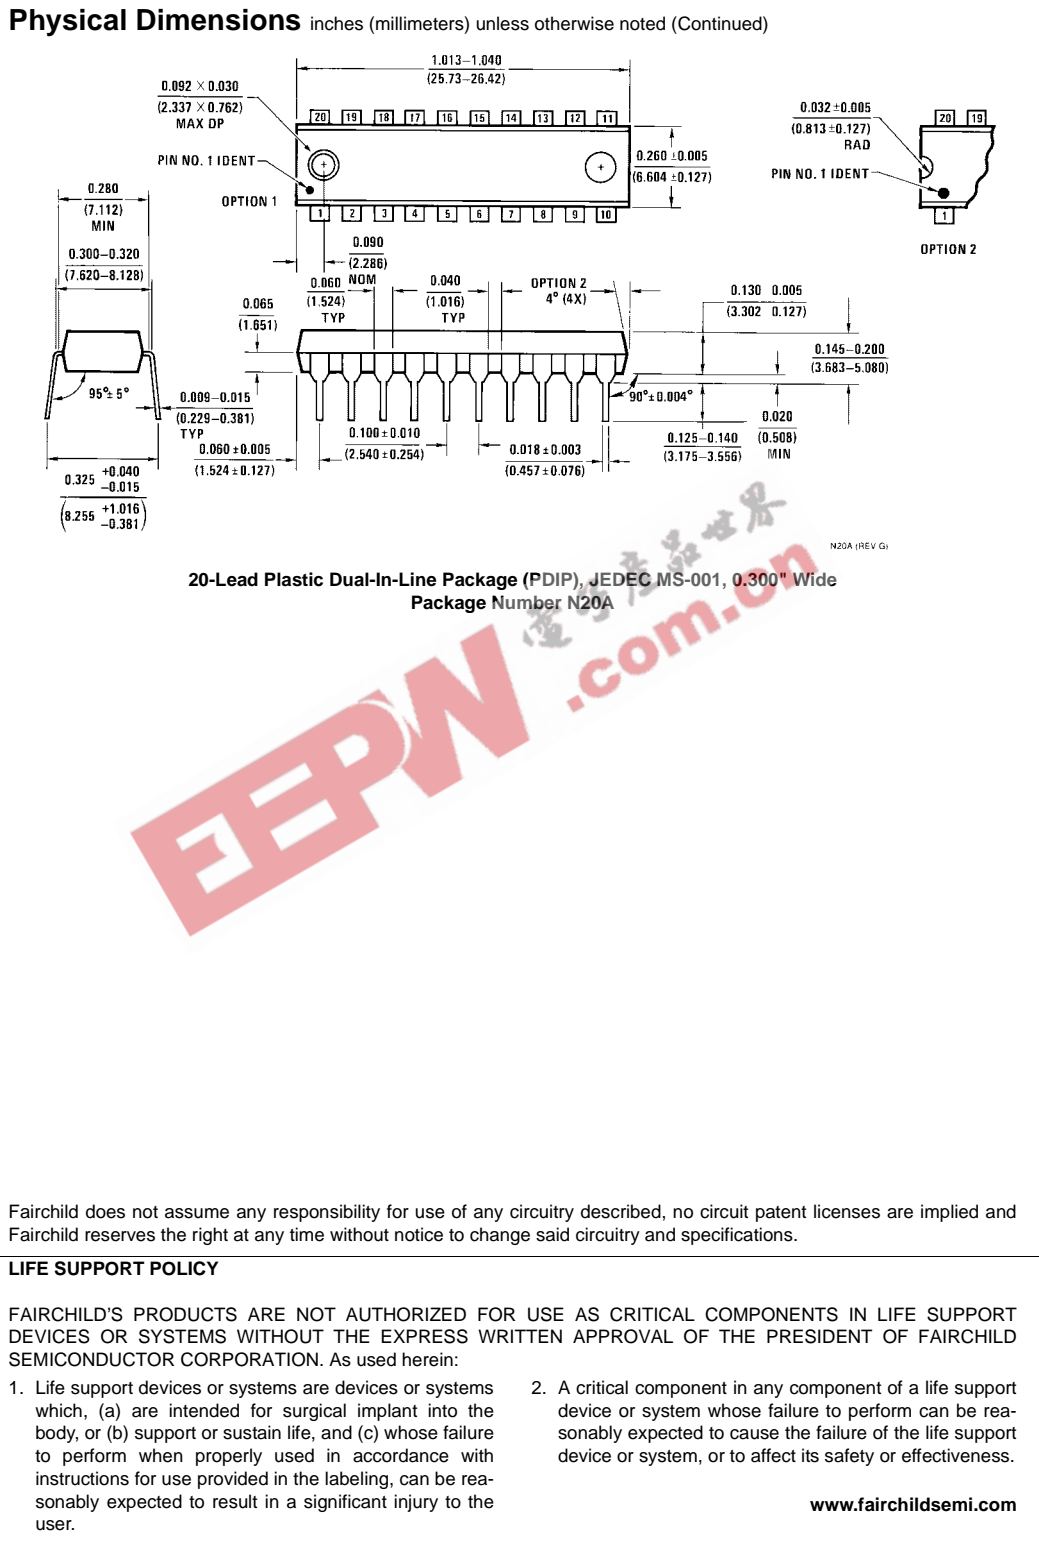 Physical Dimensions inches (millimeters) unless otherwise noted (Continued)
1.013–1.040
(25.73–26.42)
0.092 × 0.030
(2.337 × 0.762)
MAX DP
20 19 18 17 16 15 14 13 12 11
PIN NO. 1 IDENT
OPTION 1
1 2 3 4 5 6 7 8 9 10
0.260 ±0.005
(6.604 ±0.127)
0.032 ±0.005
(0.813 ±0.127)
RAD
20 19
PIN NO. 1 IDENT
1
OPTION 2
0.280
(7.112)
MIN
0.300–0.320
(7.620–8.128)
0.090
(2.286)
NOM
0.060
(1.524)
TYP
0.040
(1.016)
TYP
OPTION 2
4° (4X)
0.065
(1.651)
0.130 0.005
(3.302 0.127)
0.145–0.200
(3.683–5.080)
95°± 5°
90°± 0.004°
0.009–0.015
(0.229–0.381)
TYP
0.020
(0.508)
MIN
0.125–0.140
(3.175–3.556)
0.100 ± 0.010
(2.540 ± 0.254)
0.018 ± 0.003
(0.457 ± 0.076)
0.060 ±0.005
(1.524 ± 0.127)
0.325 +0.040
–0.015
(8.255 +1.016
–0.381)
N20A (REV G)
20-Lead Plastic Dual-In-Line Package (PDIP), JEDEC MS-001, 0.300" Wide
Package Number N20A
電子產品世界
EEPW.com.cn
Fairchild does not assume any responsibility for use of any circuitry described, no circuit patent licenses are implied and
Fairchild reserves the right at any time without notice to change said circuitry and specifications.
LIFE SUPPORT POLICY
FAIRCHILD'S PRODUCTS ARE NOT AUTHORIZED FOR USE AS CRITICAL COMPONENTS IN LIFE SUPPORT
DEVICES OR SYSTEMS WITHOUT THE EXPRESS WRITTEN APPROVAL OF THE PRESIDENT OF FAIRCHILD
SEMICONDUCTOR CORPORATION. As used herein:
1. Life support devices or systems are devices or systems
which, (a) are intended for surgical implant into the
body, or (b) support or sustain life, and (c) whose failure
to perform when properly used in accordance with
instructions for use provided in the labeling, can be rea-
sonably expected to result in a significant injury to the
user.
2. A critical component in any component of a life support
device or system whose failure to perform can be rea-
sonably expected to cause the failure of the life support
device or system, or to affect its safety or effectiveness.
www.fairchildsemi.com